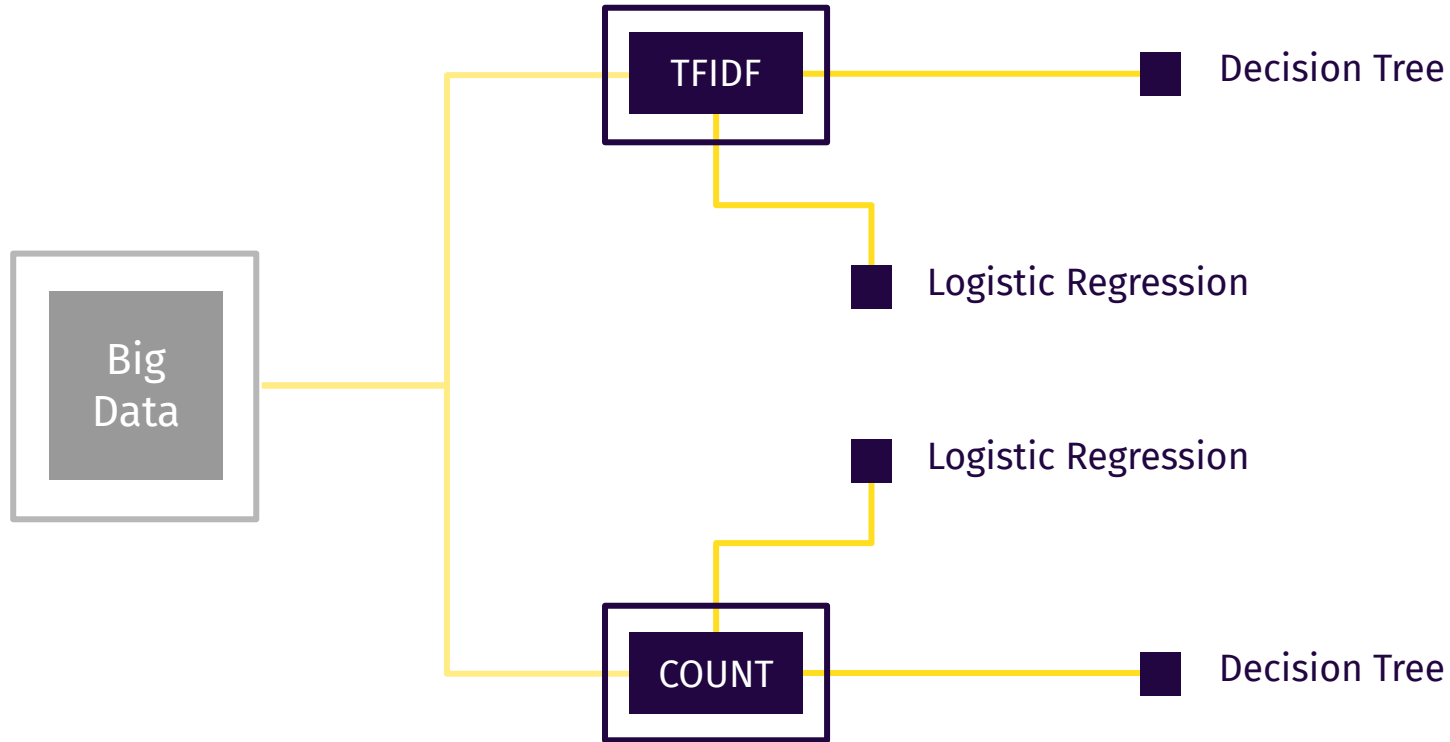 TFIDF
Decision Tree
Logistic Regression
Big
Data
Logistic Regression
COUNT
Decision Tree